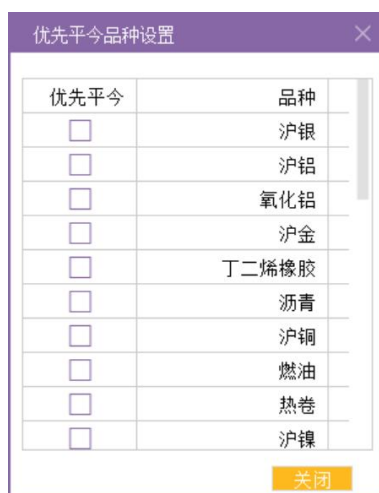 优先平今品种设置
优先平今 品种
沪银
沪铝
氧化铝
沪金
丁二烯橡胶
沥青
沪铜
燃油
热卷
沪镍
关闭